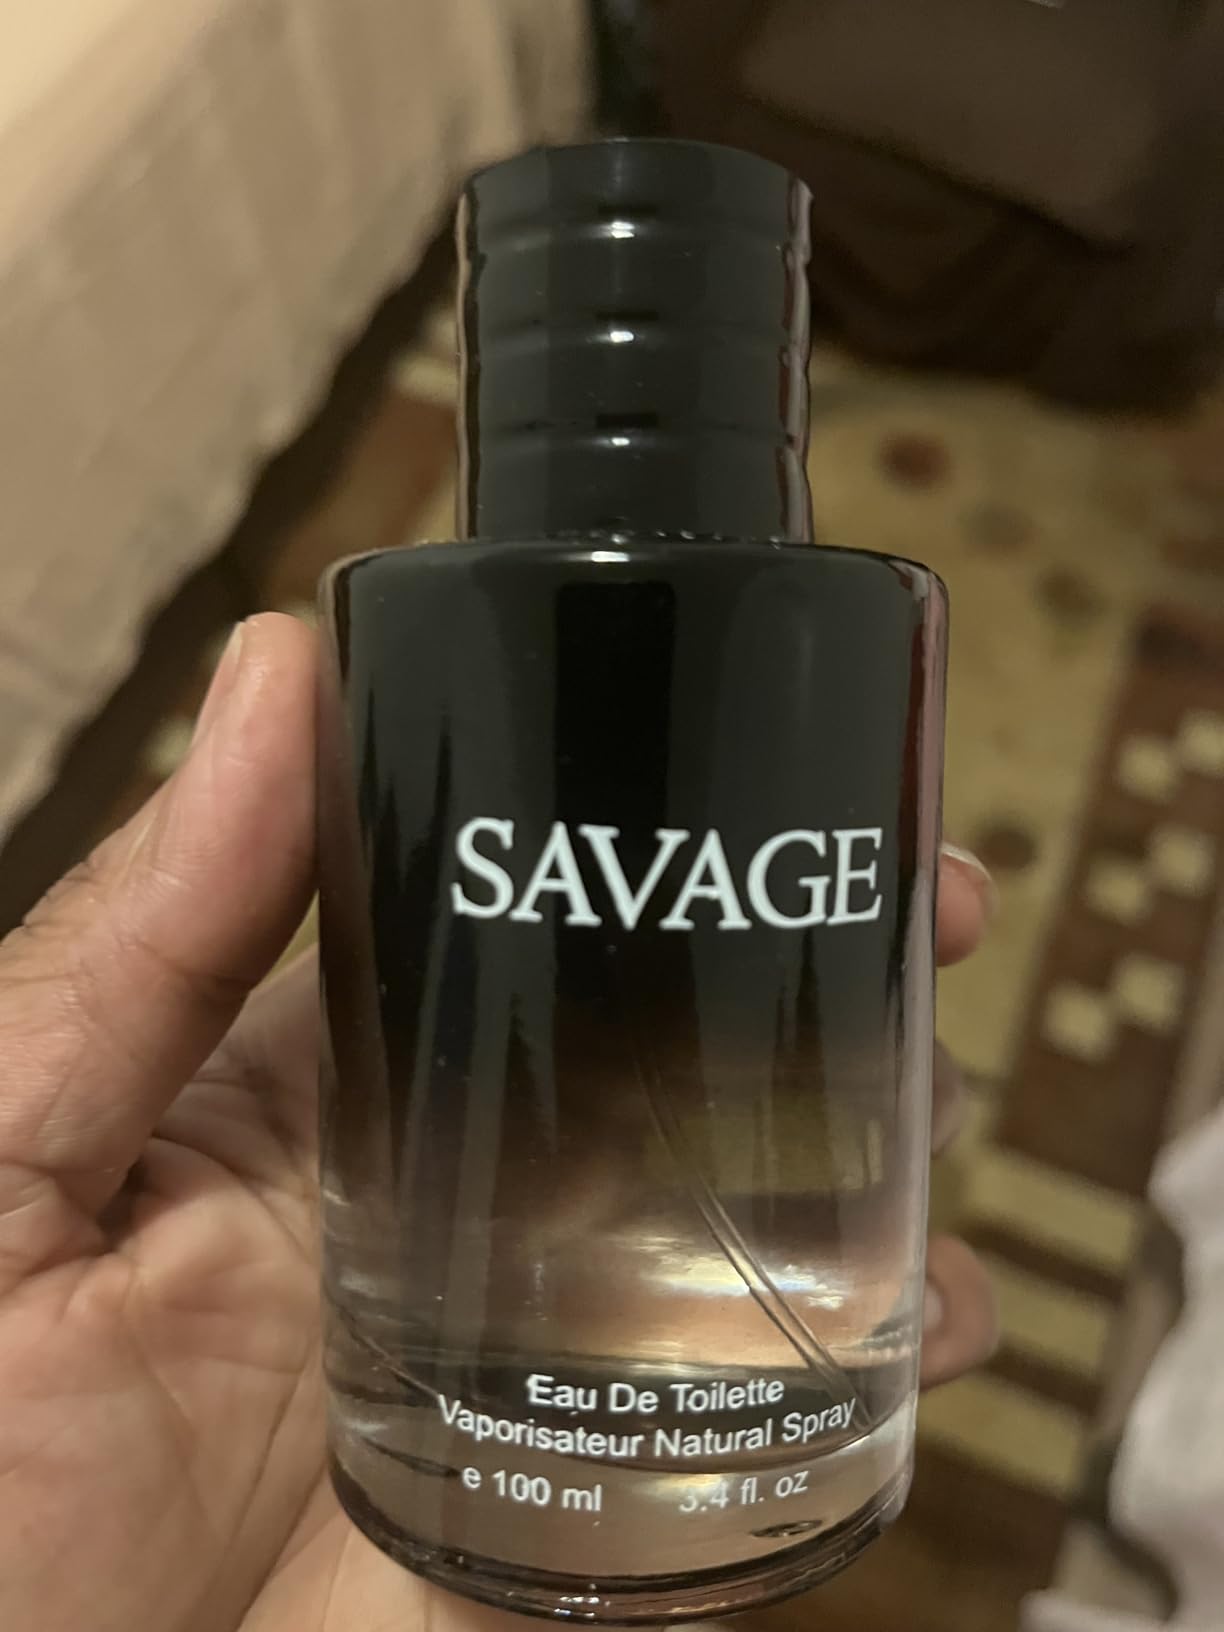 SAVAGE
Eau De Toilette
Vaporisateur Natural Spray
e 100 ml 3.4 fl. oz